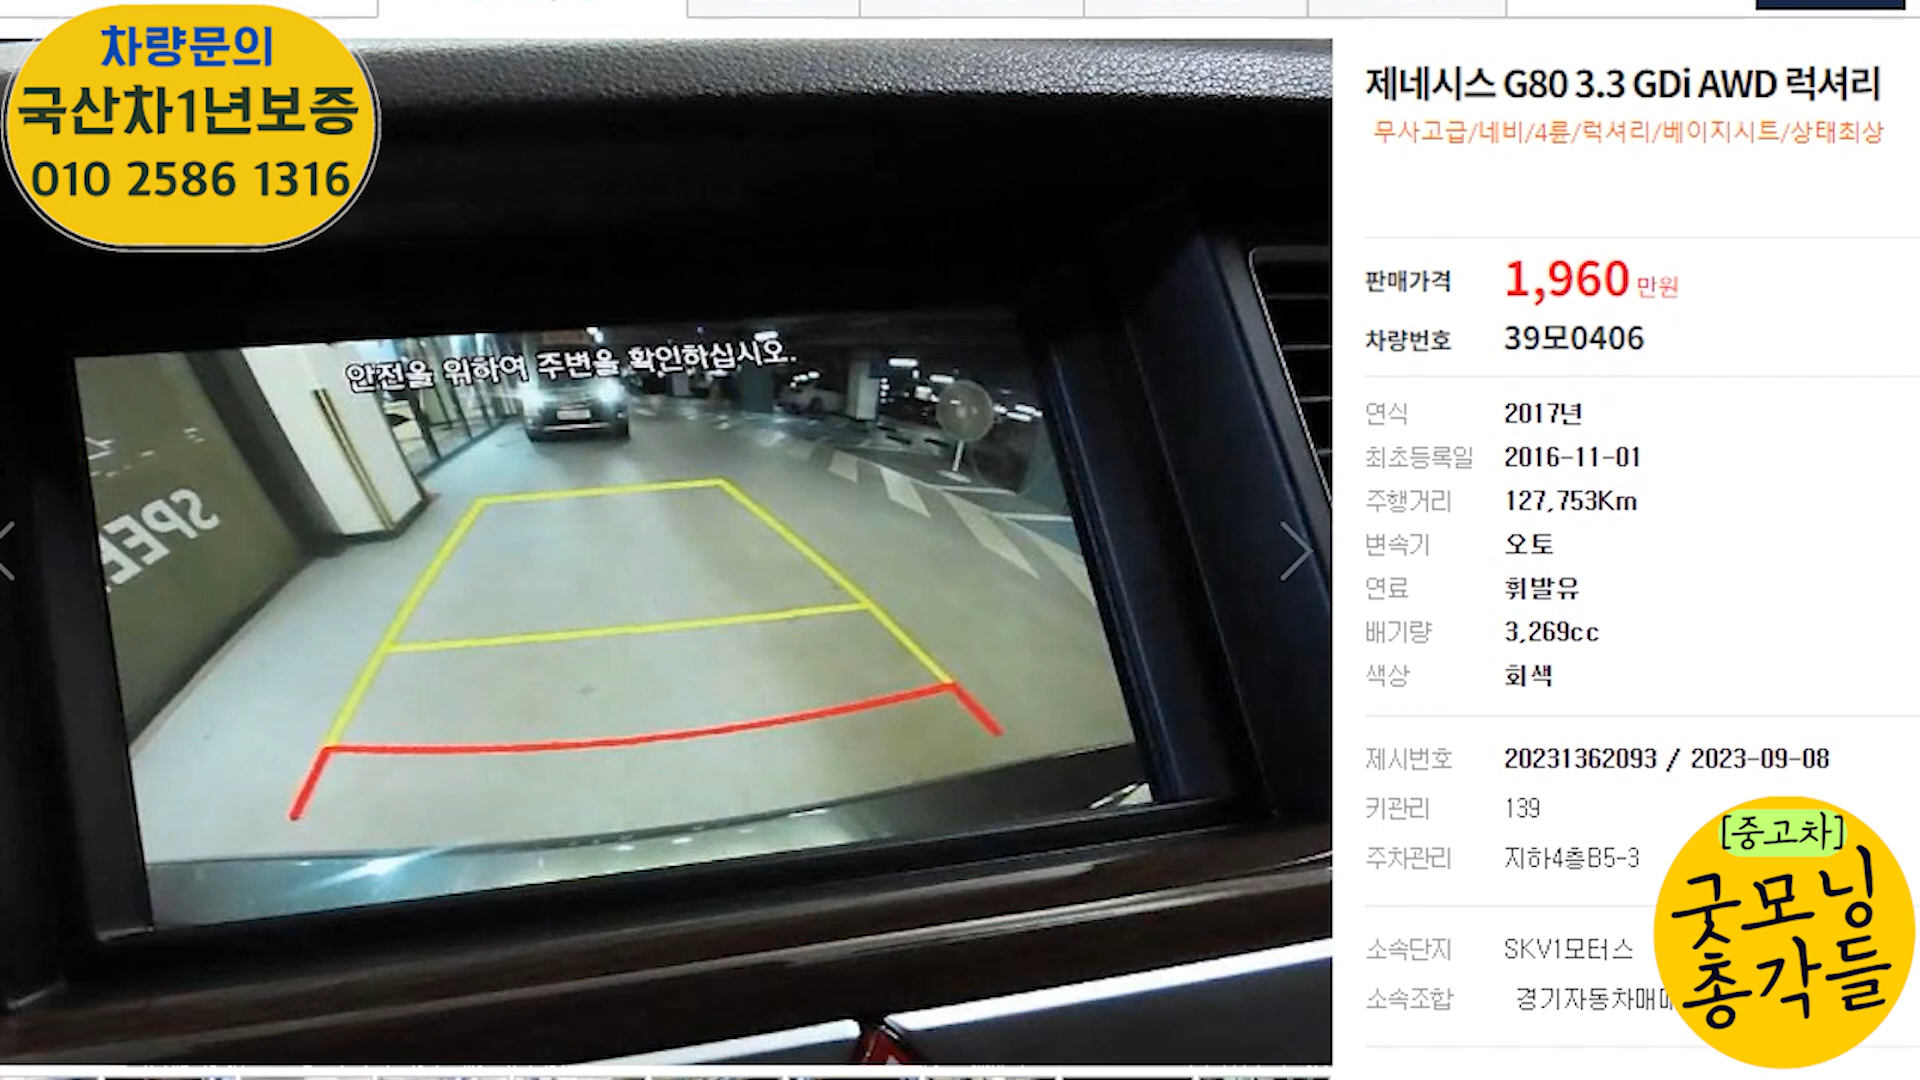 차량문의
국산차1년보증
010 2586 1316
안전을 위하여 주변을 확인하십시오.
SPEE
제네시스 G80 3.3 GDi AWD 럭셔리
무사고급/네비/4륜/럭셔리/베이지시트/상태최상
판매가격 1,960 만원
차량번호 39모0406
연식 2017년
최초등록일 2016-11-01
주행거리 127,753Km
변속기 오토
연료 휘발유
배기량 3,269cc
색상 회색
제시번호 20231362093 / 2023-09-08
키관리 139
주차관리 지하4층B5-3
소속단지 SKV1모터스
소속조합 경기자동차매매
[중고차]
굿모닝
총각들